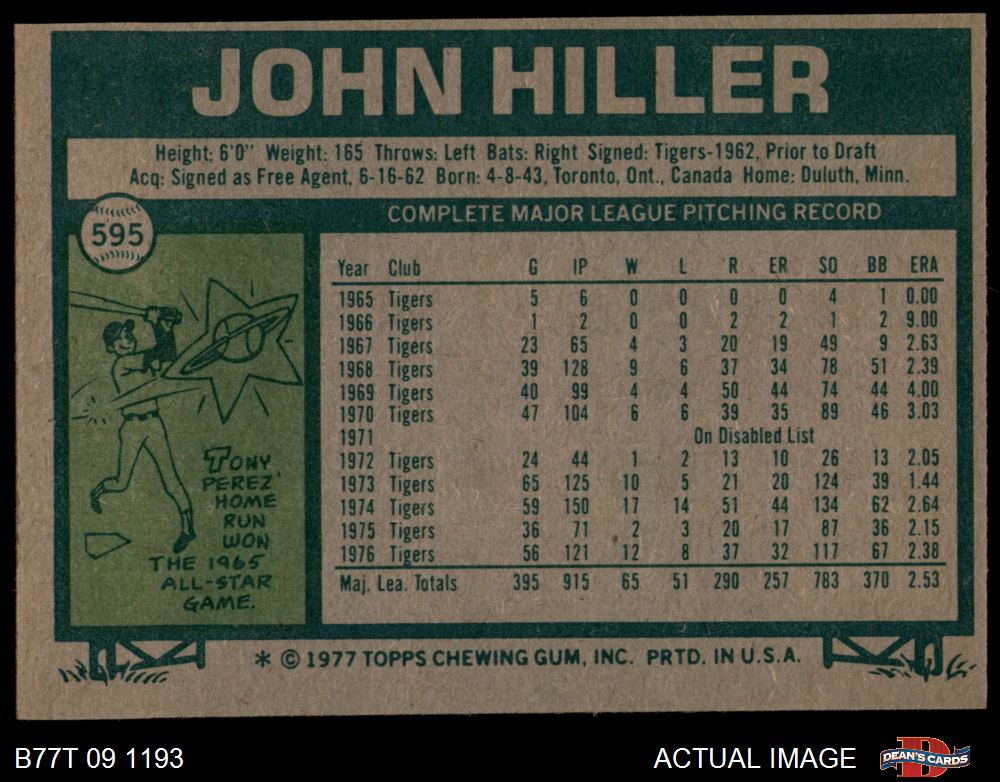 JOHN HILLER
Height: 6'0" Weight: 165 Throws: Left Bats: Right Signed: Tigers-1962, Prior to Draft
Acq: Signed as Free Agent, 6-16-62 Born: 4-8-43, Toronto, Ont., Canada Home: Duluth, Minn.
595
COMPLETE MAJOR LEAGUE PITCHING RECORD
Year Club G IP W L R ER SO BB ERA
1965 Tigers 5 6 0 0 0 0 4 1 0.00
1966 Tigers 1 2 0 0 2 2 1 2 9.00
1967 Tigers 23 65 4 3 20 19 49 9 2.63
1968 Tigers 39 128 9 6 37 34 78 51 2.39
1969 Tigers 40 99 4 4 50 44 74 44 4.00
1970 Tigers 47 104 6 6 39 35 89 46 3.03
1971 On Disabled List
1972 Tigers 24 44 1 2 13 10 26 13 2.05
1973 Tigers 65 125 10 5 21 20 124 39 1.44
1974 Tigers 59 150 17 14 51 44 134 62 2.64
1975 Tigers 36 71 2 3 20 17 87 36 2.15
1976 Tigers 56 121 12 8 37 32 117 67 2.38
Maj. Lea. Totals 395 915 65 51 290 257 783 370 2.53
TONY
PEREZ'
HOME
RUN
WON
THE 1965
ALL-STAR
GAME.
* © 1977 TOPPS CHEWING GUM, INC. PRTD. IN U.S.A.
B77T 09 1193
ACTUAL IMAGE
DEAN'S CARDS